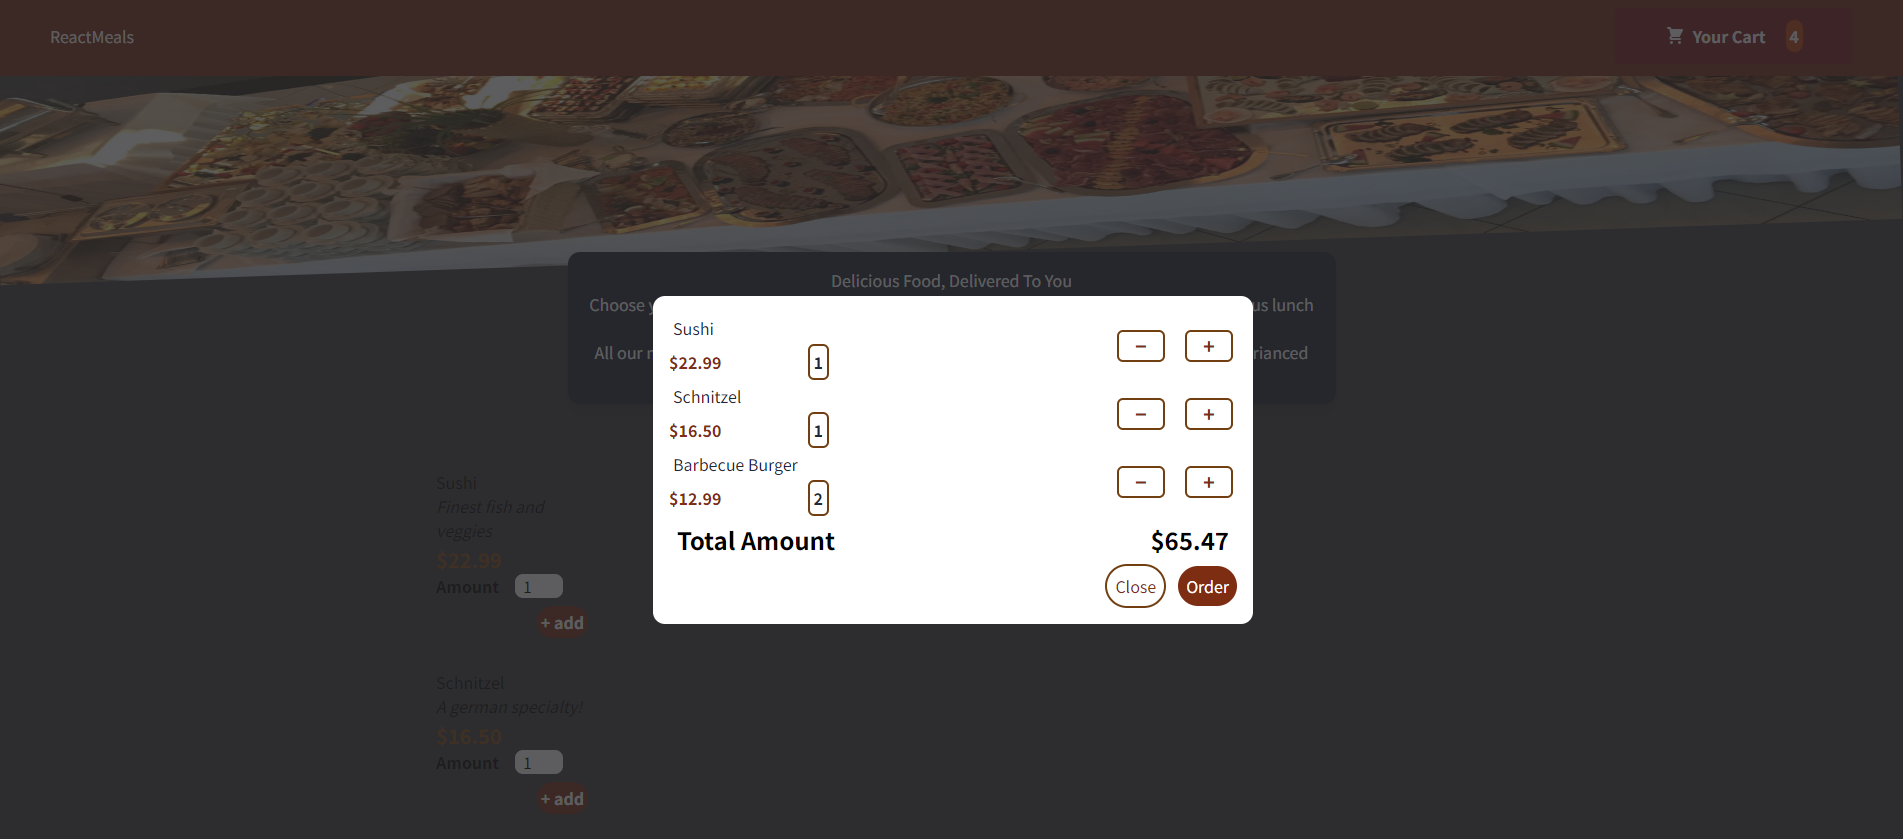 ReactMeals
Your Cart 4
Delicious Food, Delivered To You
Choose us lunch
All our rianced
Sushi
$22.99 1 − +
Schnitzel
$16.50 1 − +
Barbecue Burger
$12.99 2 − +
Total Amount $65.47
Close Order
Sushi
Finest fish and
veggies
$22.99
Amount 1
+ add
Schnitzel
A german specialty!
$16.50
Amount 1
+ add